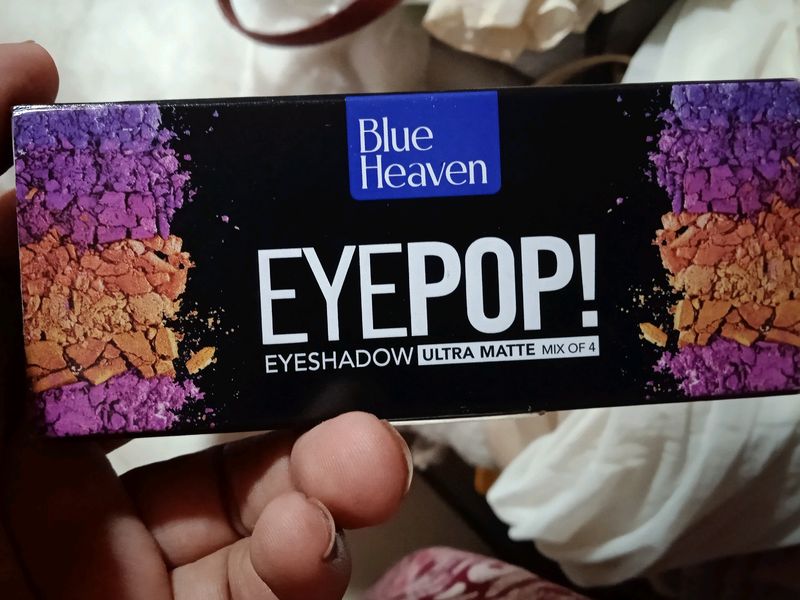 Blue
Heaven
EYEPOP!
EYESHADOW ULTRA MATTE MIX OF 4